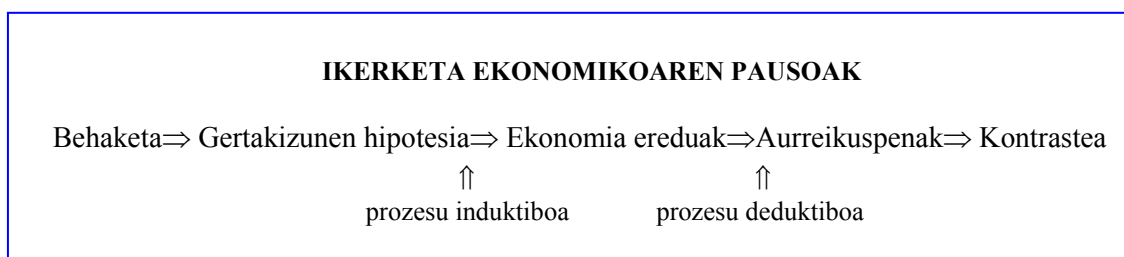 IKERKETA EKONOMIKOAREN PAUSOAK
Behaketa⇒ Gertakizunen hipotesia⇒ Ekonomia ereduak⇒Aurreikuspenak⇒ Kontrastea
⇑ ⇑
prozesu induktiboa prozesu deduktiboa